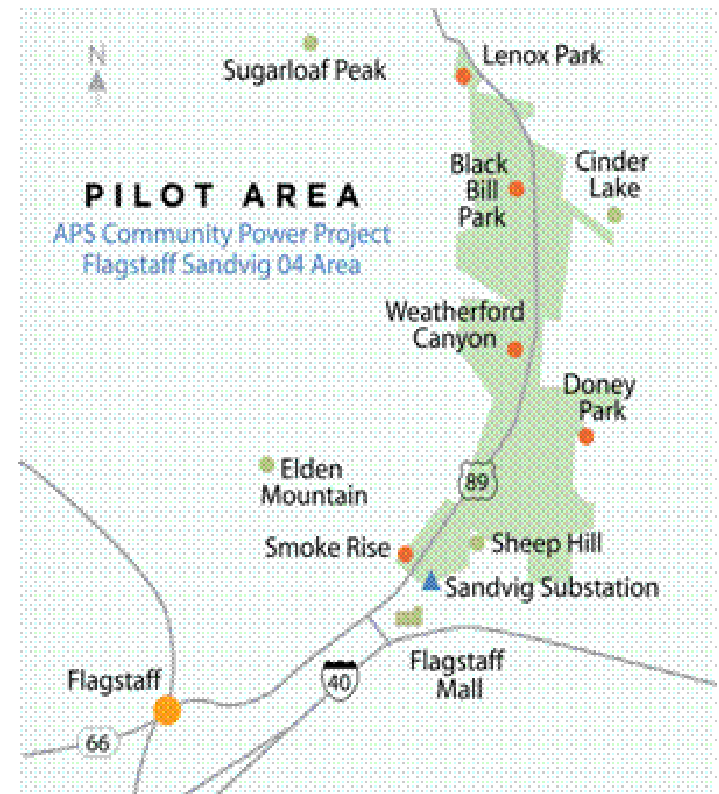 N
Sugarloaf Peak
Lenox Park
Black
Bill
Park
Cinder
Lake
PILOT AREA
APS Community Power Project
Flagstaff Sandvig 04 Area
Weatherford
Canyon
Doney
Park
Elden
Mountain
89
Smoke Rise
Sheep Hill
Sandvig Substation
Flagstaff
Mall
Flagstaff
40
66